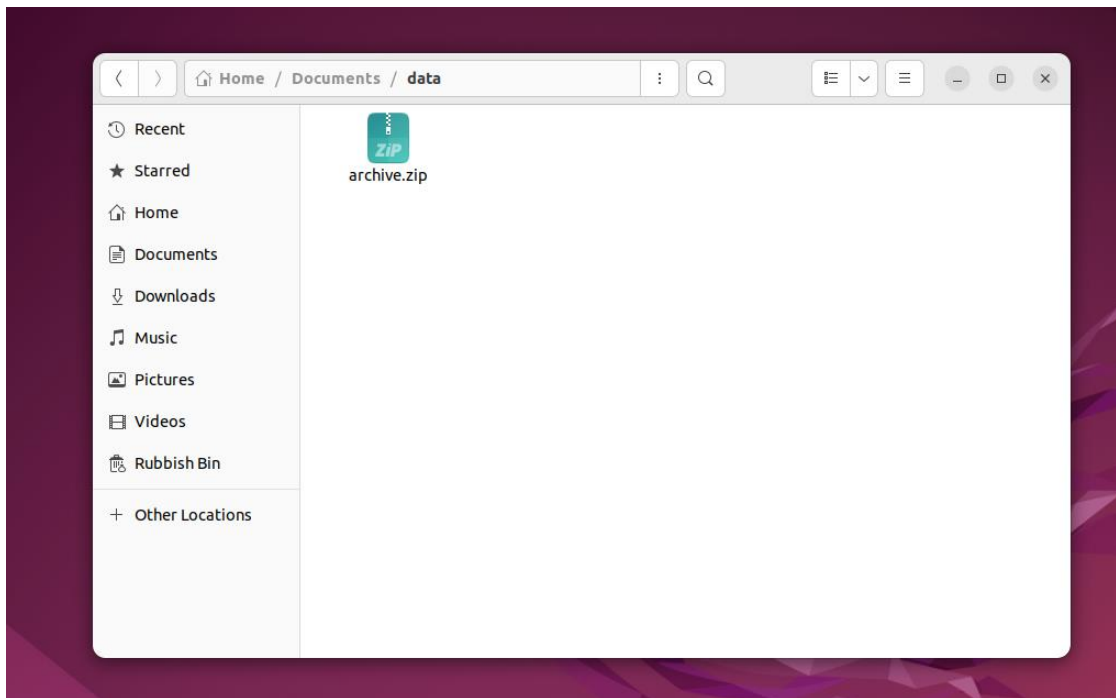 Home / Documents / data
Recent
Starred
Home
Documents
Downloads
Music
Pictures
Videos
Rubbish Bin
Other Locations
ZiP
archive.zip